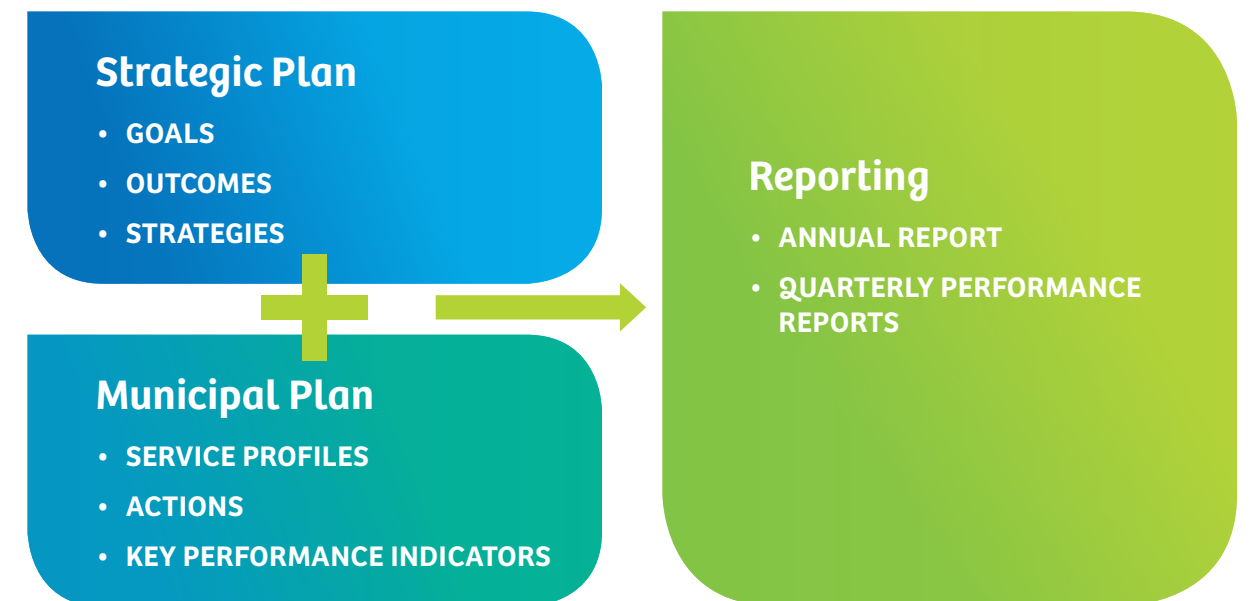 Strategic Plan
• GOALS
• OUTCOMES
• STRATEGIES
Municipal Plan
• SERVICE PROFILES
• ACTIONS
• KEY PERFORMANCE INDICATORS
Reporting
• ANNUAL REPORT
• QUARTERLY PERFORMANCE
REPORTS